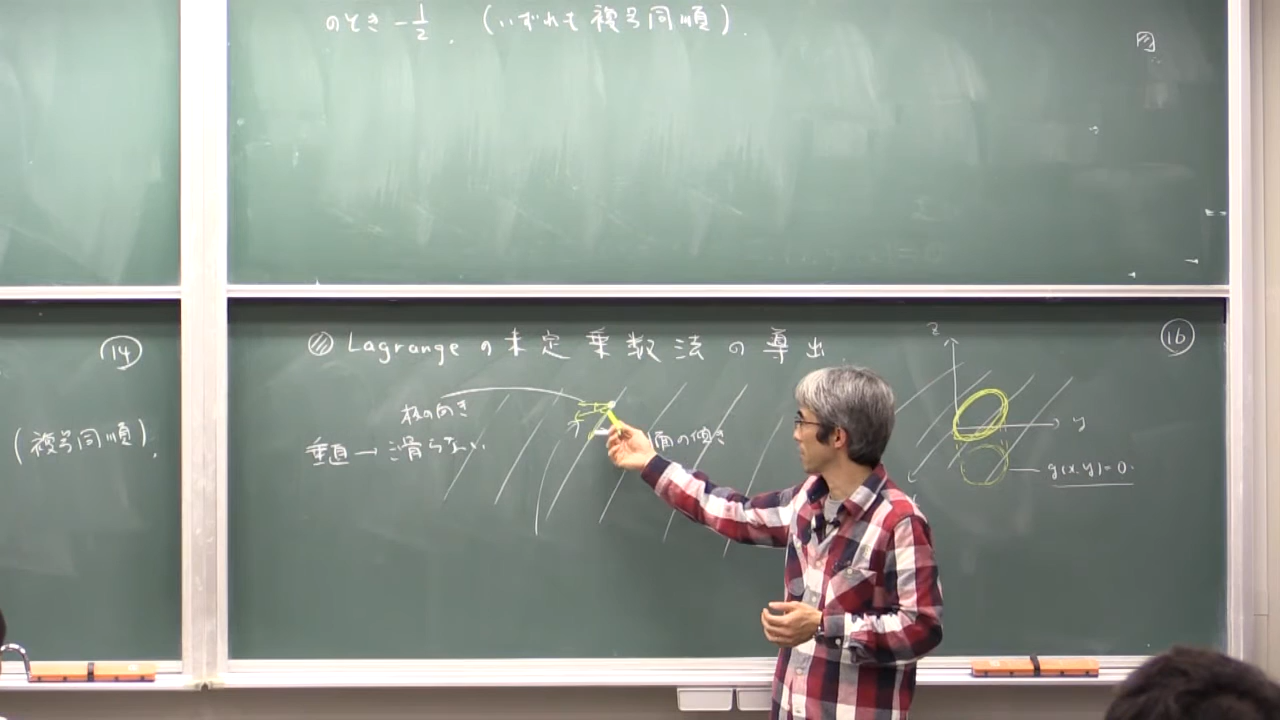 のとき -1/2. (いずれも複号同順).
図
⑭
(複号同順).
Lagrangeの未定乗数法の導出
⑯
板の向き
垂直→滑らない
面の傾き
z
y
g(x,y)=0.